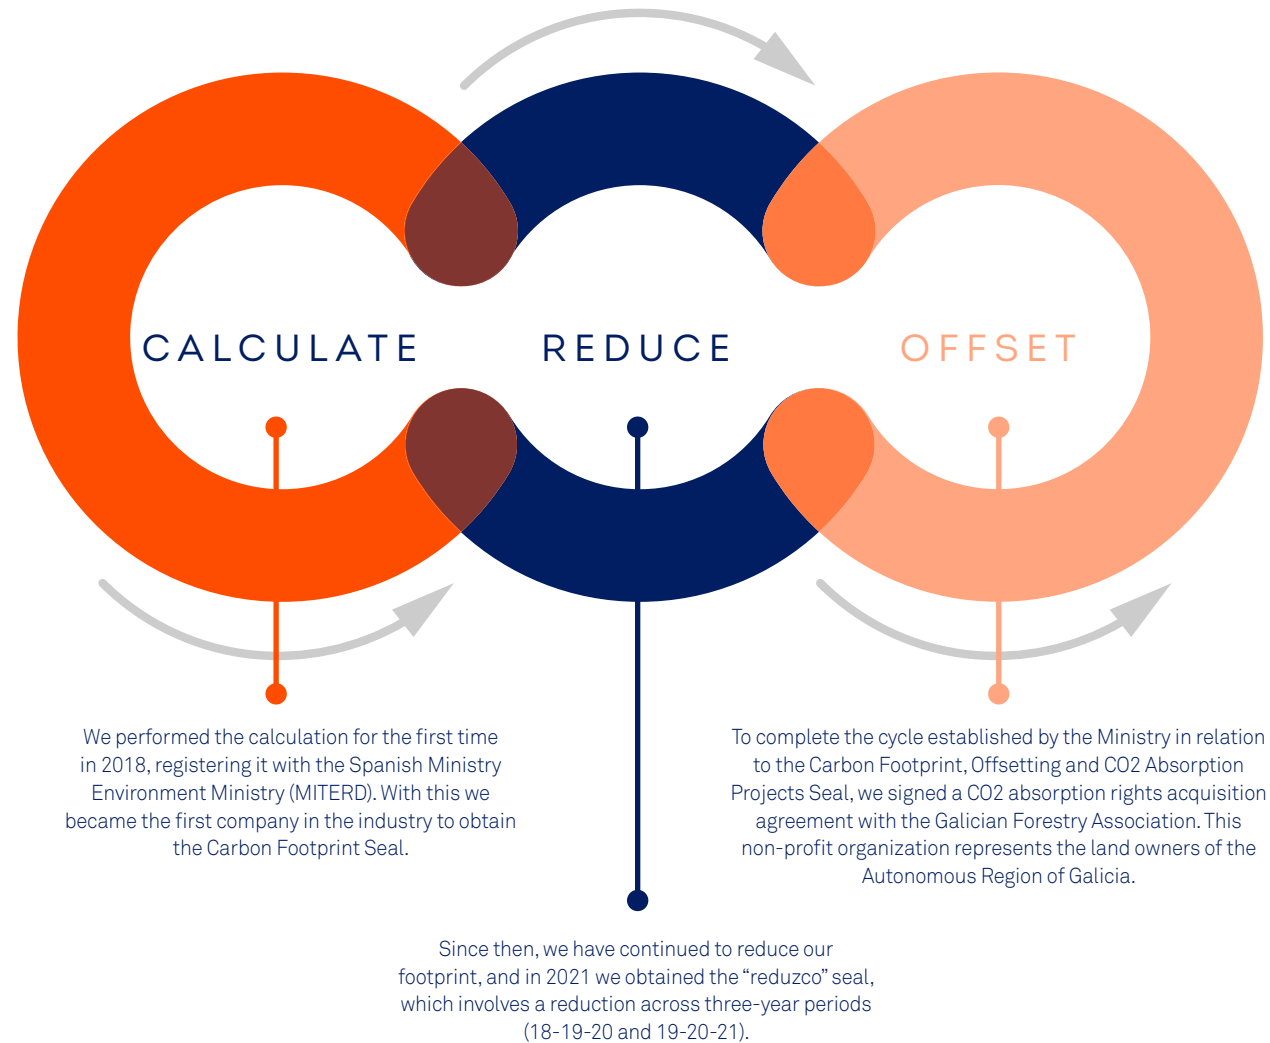 CALCULATE
REDUCE
OFFSET
We performed the calculation for the first time
in 2018, registering it with the Spanish Ministry
Environment Ministry (MITERD). With this we
became the first company in the industry to obtain
the Carbon Footprint Seal.
Since then, we have continued to reduce our
footprint, and in 2021 we obtained the “reduzco” seal,
which involves a reduction across three-year periods
(18-19-20 and 19-20-21).
To complete the cycle established by the Ministry in relation
to the Carbon Footprint, Offsetting and CO2 Absorption
Projects Seal, we signed a CO2 absorption rights acquisition
agreement with the Galician Forestry Association. This
non-profit organization represents the land owners of the
Autonomous Region of Galicia.